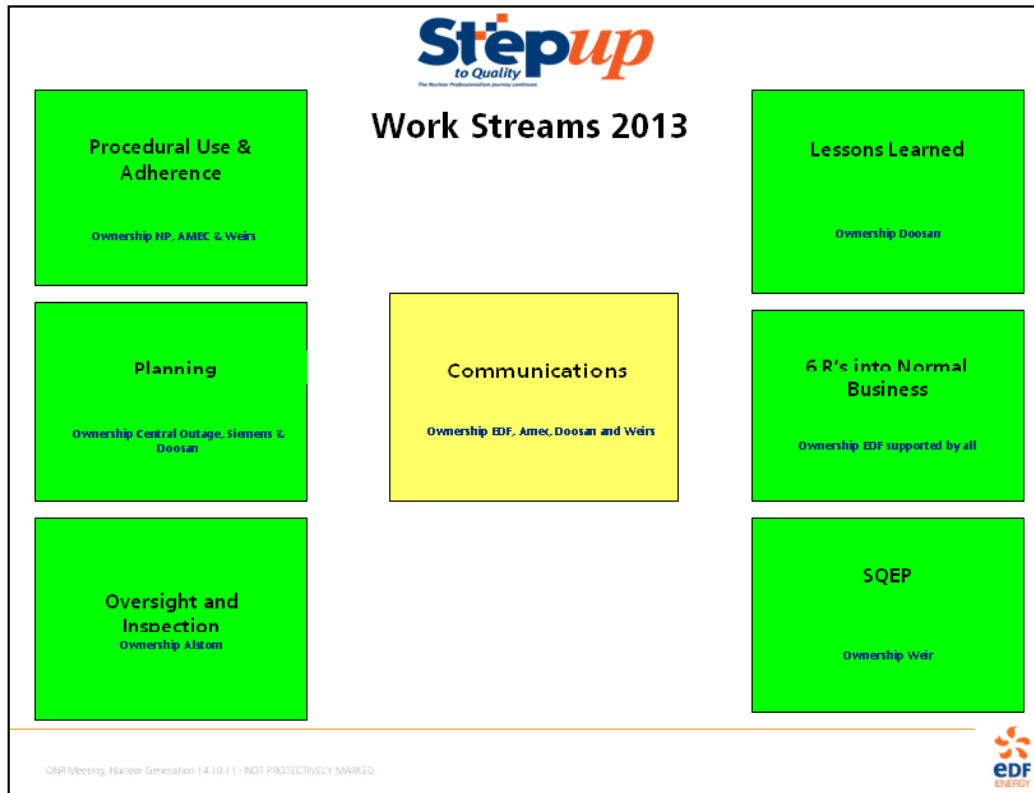 Stepup
to Quality
The Nuclear Professionalism journey continues
Work Streams 2013
Procedural Use &
Adherence
Ownership NP, AMEC & Weirs
Planning
Ownership Central Outage, Siemens &
Doosan
Oversight and
Inspection
Ownership Alstom
Communications
Ownership EDF, Amec, Doosan and Weirs
Lessons Learned
Ownership Doosan
6 R's into Normal
Business
Ownership EDF supported by all
SQEP
Ownership Weir
ONR Meeting, Nuclear Generation 14.10.11 - NOT PROTECTIVELY MARKED
eDF
ENERGY